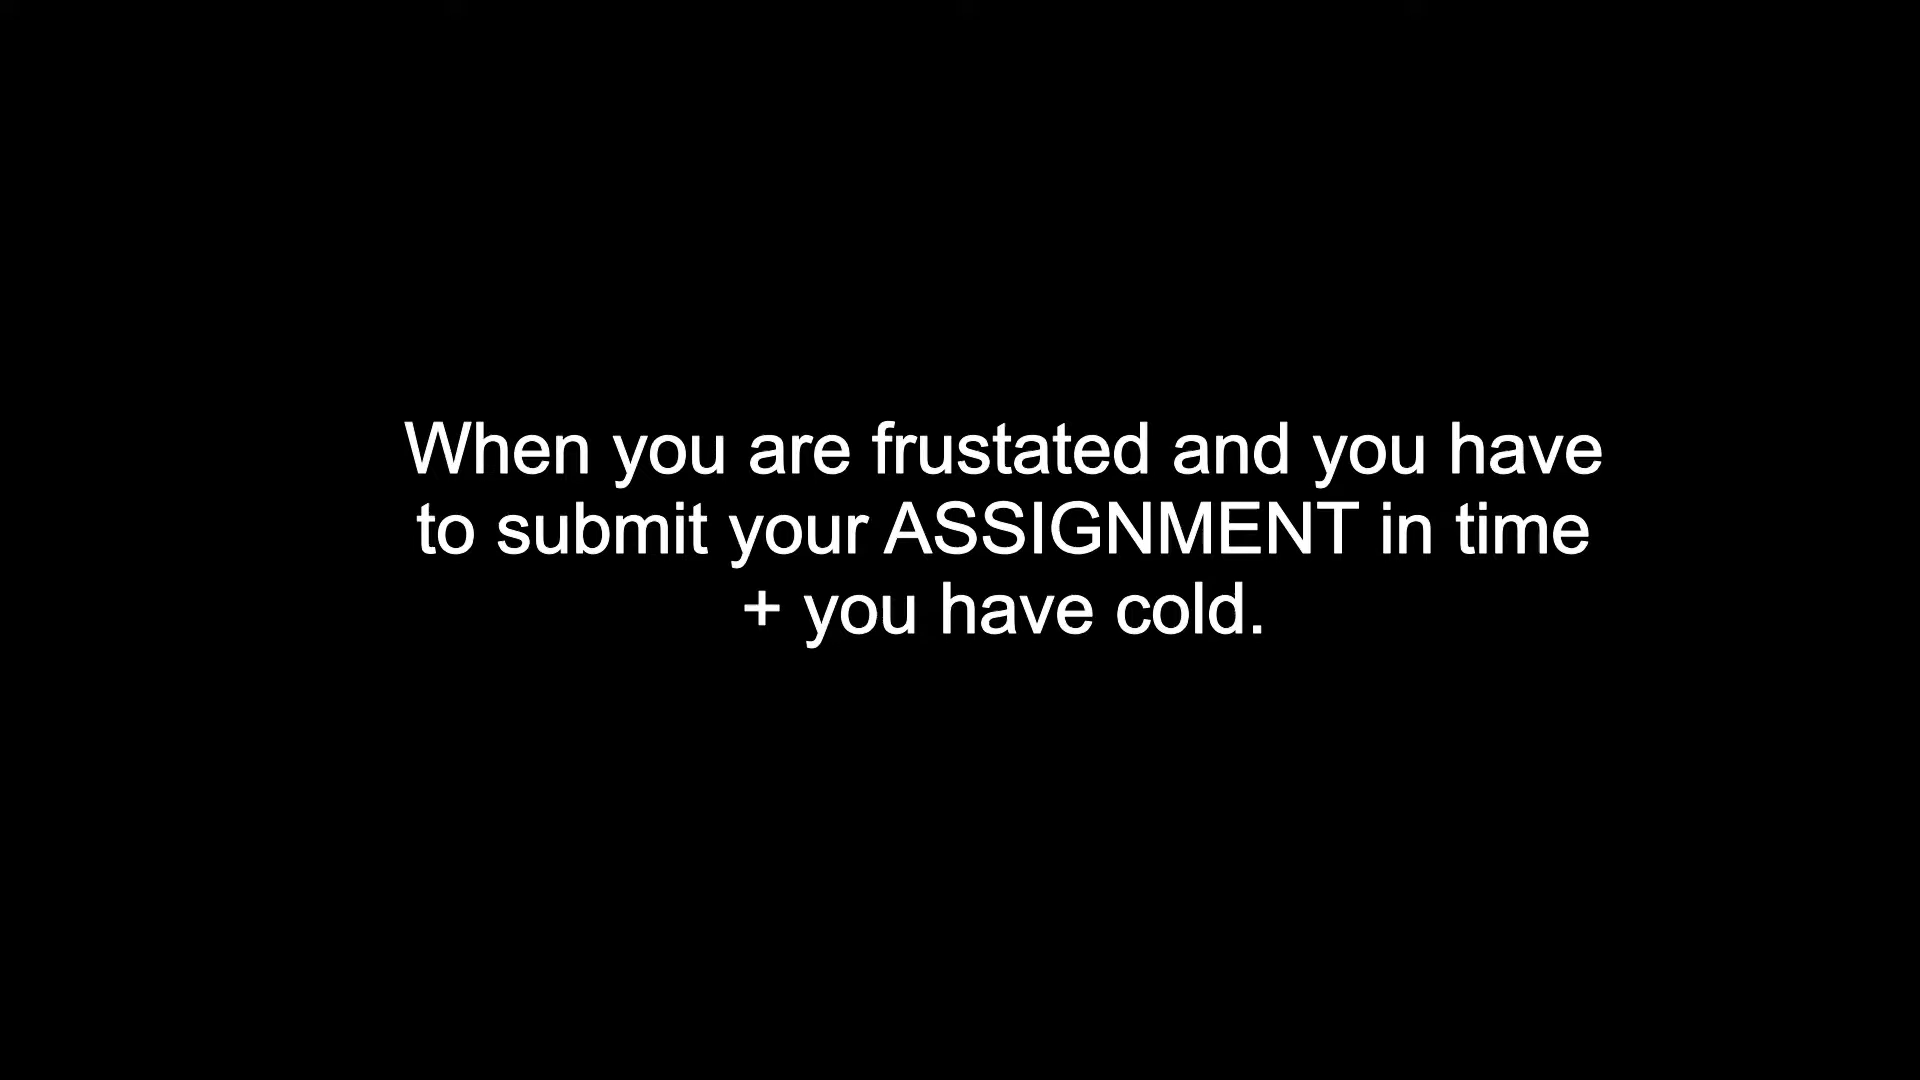 When you are frustated and you have
to submit your ASSIGNMENT in time
+ you have cold.